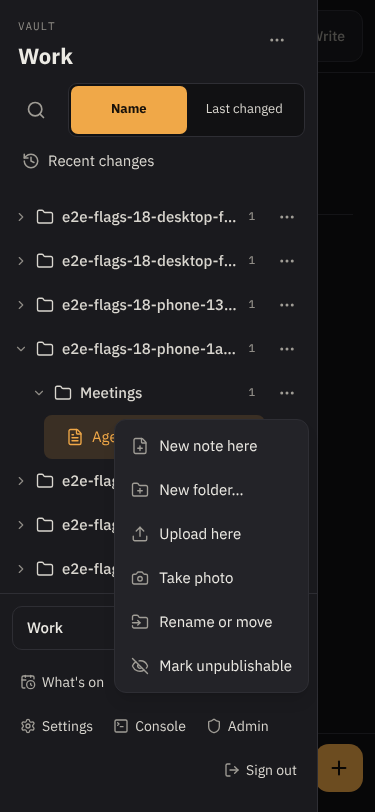 VAULT
Work
Write
Name
Last changed
Recent changes
e2e-flags-18-desktop-f... 1
e2e-flags-18-desktop-f... 1
e2e-flags-18-phone-13... 1
e2e-flags-18-phone-1a... 1
Meetings 1
Age
New note here
e2e-flag
New folder...
e2e-flag
Upload here
e2e-flag
Take photo
Work
Rename or move
Mark unpublishable
What's on
Settings
Console
Admin
Sign out